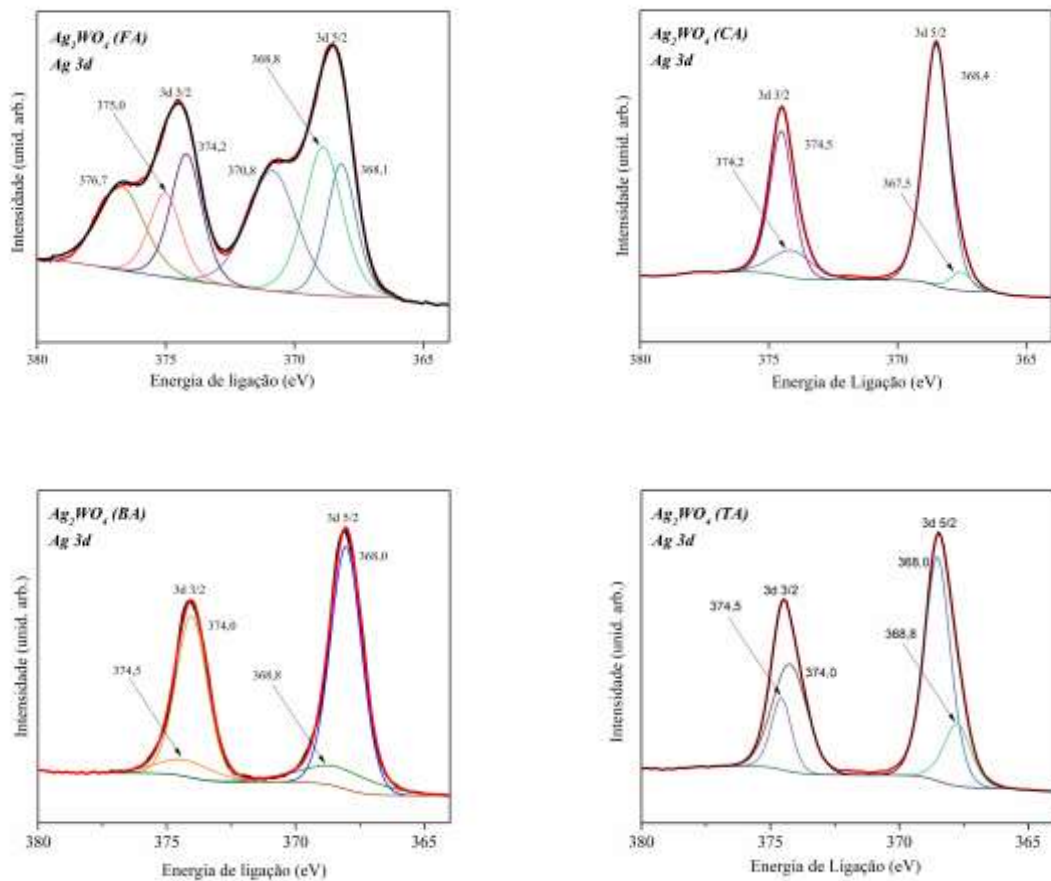 Ag₂WO₄ (FA)
Ag 3d
3d 5/2
368,8
3d 3/2
375,0
374,2
370,8
368,1
376,7
Intensidade (unid. arb.)
380 375 370 365
Energia de ligação (eV)
Ag₂WO₄ (CA)
Ag 3d
3d 5/2
368,4
3d 3/2
374,5
374,2
367,5
Intensidade (unid. arb.)
380 375 370 365
Energia de Ligação (eV)
Ag₂WO₄ (BA)
Ag 3d
3d 5/2
368,0
3d 3/2
374,0
374,5
368,8
Intensidade (unid. arb.)
380 375 370 365
Energia de ligação (eV)
Ag₂WO₄ (TA)
Ag 3d
3d 5/2
368,0
3d 3/2
374,5
368,8
374,0
Intensidade (unid. arb.)
380 375 370 365
Energia de Ligação (eV)